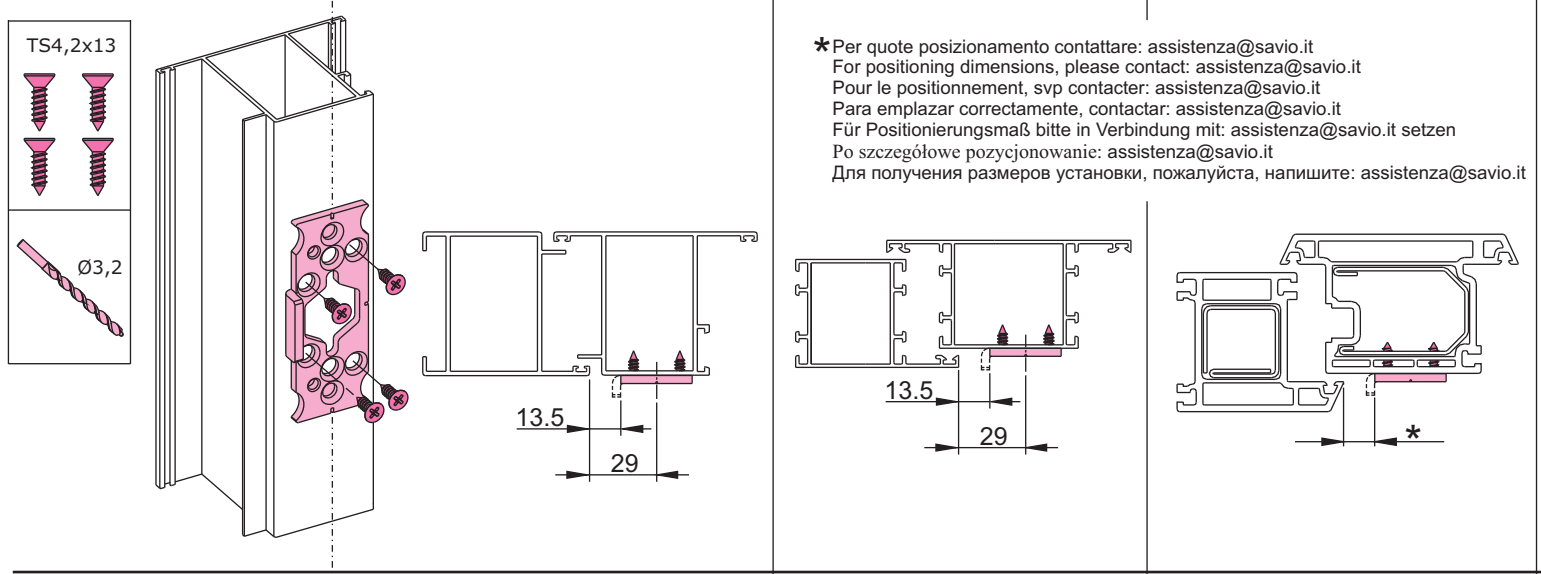 TS4,2x13
Ø3,2
13.5
29
*Per quote posizionamento contattare: assistenza@savio.it
For positioning dimensions, please contact: assistenza@savio.it
Pour le positionnement, svp contacter: assistenza@savio.it
Para emplazar correctamente, contactar: assistenza@savio.it
Für Positionierungsmaß bitte in Verbindung mit: assistenza@savio.it setzen
Po szczegółowe pozycjonowanie: assistenza@savio.it
Для получения размеров установки, пожалуйста, напишите: assistenza@savio.it
13.5
29
*